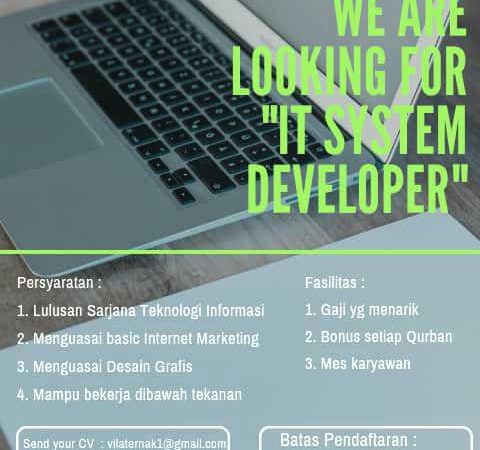 WE ARE
LOOKING FOR
"IT SYSTEM
DEVELOPER"
Persyaratan :
1. Lulusan Sarjana Teknologi Informasi
2. Menguasai basic Internet Marketing
3. Menguasai Desain Grafis
4. Mampu bekerja dibawah tekanan
Fasilitas :
1. Gaji yg menarik
2. Bonus setiap Qurban
3. Mes karyawan
Send your CV : vilaternak1@gmail.com
Batas Pendaftaran :